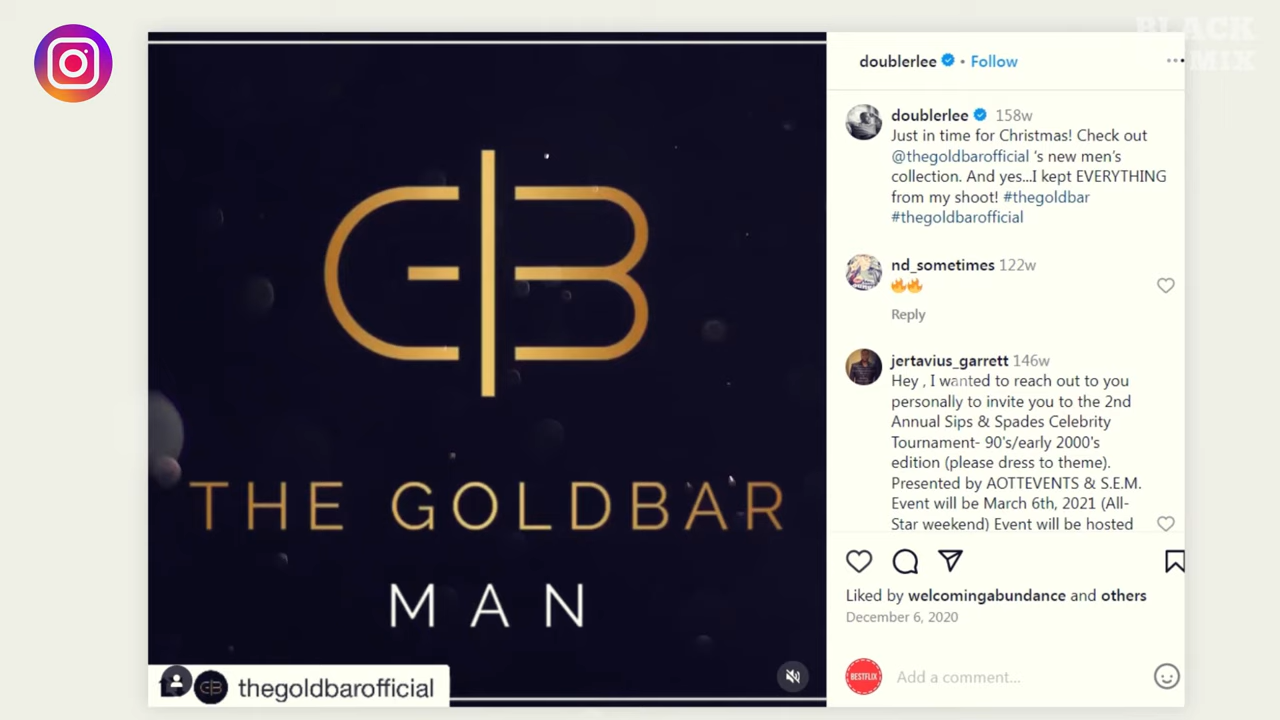 BLACK
MIX
doublerlee • Follow
doublerlee 158w
Just in time for Christmas! Check out
@thegoldbarofficial 's new men's
collection. And yes...I kept EVERYTHING
from my shoot! #thegoldbar
#thegoldbarofficial
nd_sometimes 122w
🔥🔥
Reply
jertavius_garrett 146w
Hey , I wanted to reach out to you
personally to invite you to the 2nd
Annual Sips & Spades Celebrity
Tournament- 90's/early 2000's
edition (please dress to theme).
Presented by AOTTEVENTS & S.E.M.
Event will be March 6th, 2021 (All-
Star weekend) Event will be hosted
Liked by welcomingabundance and others
December 6, 2020
BESTFLIX
Add a comment...
GB
THE GOLDBAR
MAN
thegoldbarofficial